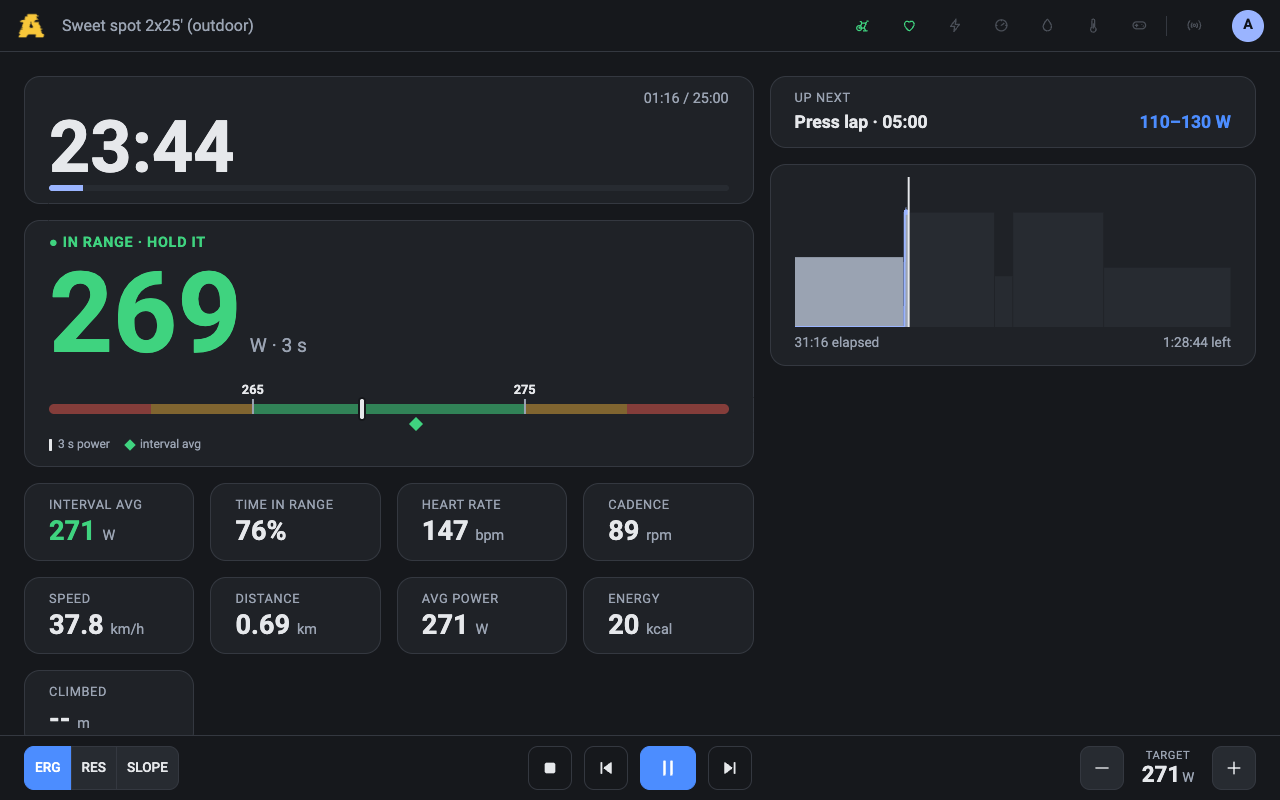 A Sweet spot 2x25' (outdoor)
A
01:16 / 25:00
23:44
UP NEXT
Press lap · 05:00
110–130 W
31:16 elapsed
1:28:44 left
● IN RANGE · HOLD IT
269 W · 3 s
265 275
3 s power
interval avg
INTERVAL AVG
271 W
TIME IN RANGE
76%
HEART RATE
147 bpm
CADENCE
89 rpm
SPEED
37.8 km/h
DISTANCE
0.69 km
AVG POWER
271 W
ENERGY
20 kcal
CLIMBED
-- m
ERG RES SLOPE
TARGET
271 W